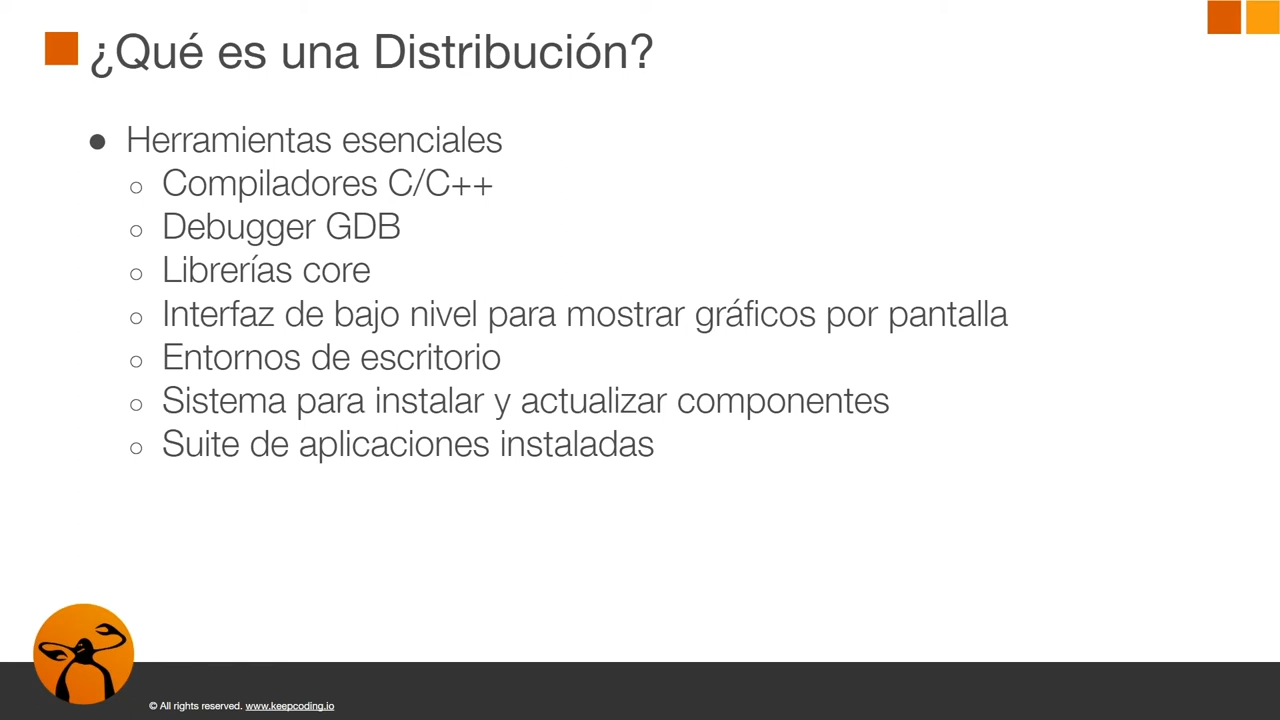 ¿Qué es una Distribución?
● Herramientas esenciales
○ Compiladores C/C++
○ Debugger GDB
○ Librerías core
○ Interfaz de bajo nivel para mostrar gráficos por pantalla
○ Entornos de escritorio
○ Sistema para instalar y actualizar componentes
○ Suite de aplicaciones instaladas
© All rights reserved. www.keepcoding.io